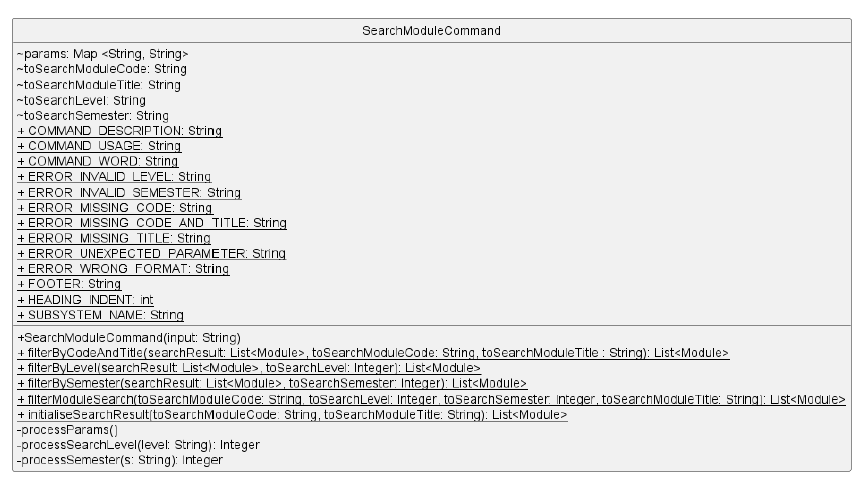 SearchModuleCommand
~params: Map <String, String>
~toSearchModuleCode: String
~toSearchModuleTitle: String
~toSearchLevel: String
~toSearchSemester: String
+ COMMAND_DESCRIPTION: String
+ COMMAND_USAGE: String
+ COMMAND_WORD: String
+ ERROR_INVALID_LEVEL: String
+ ERROR_INVALID_SEMESTER: String
+ ERROR_MISSING_CODE: String
+ ERROR_MISSING_CODE_AND_TITLE: String
+ ERROR_MISSING_TITLE: String
+ ERROR_UNEXPECTED_PARAMETER: String
+ ERROR_WRONG_FORMAT: String
+ FOOTER: String
+ HEADING_INDENT: int
+ SUBSYSTEM_NAME: String
+SearchModuleCommand(input: String)
+ filterByCodeAndTitle(searchResult: List<Module>, toSearchModuleCode: String, toSearchModuleTitle : String): List<Module>
+ filterByLevel(searchResult: List<Module>, toSearchLevel: Integer): List<Module>
+ filterBySemester(searchResult: List<Module>, toSearchSemester: Integer): List<Module>
+ filterModuleSearch(toSearchModuleCode: String, toSearchLevel: Integer, toSearchSemester: Integer, toSearchModuleTitle: String): List<Module>
+ initialiseSearchResult(toSearchModuleCode: String, toSearchModuleTitle: String): List<Module>
-processParams()
-processSearchLevel(level: String): Integer
-processSemester(s: String): Integer